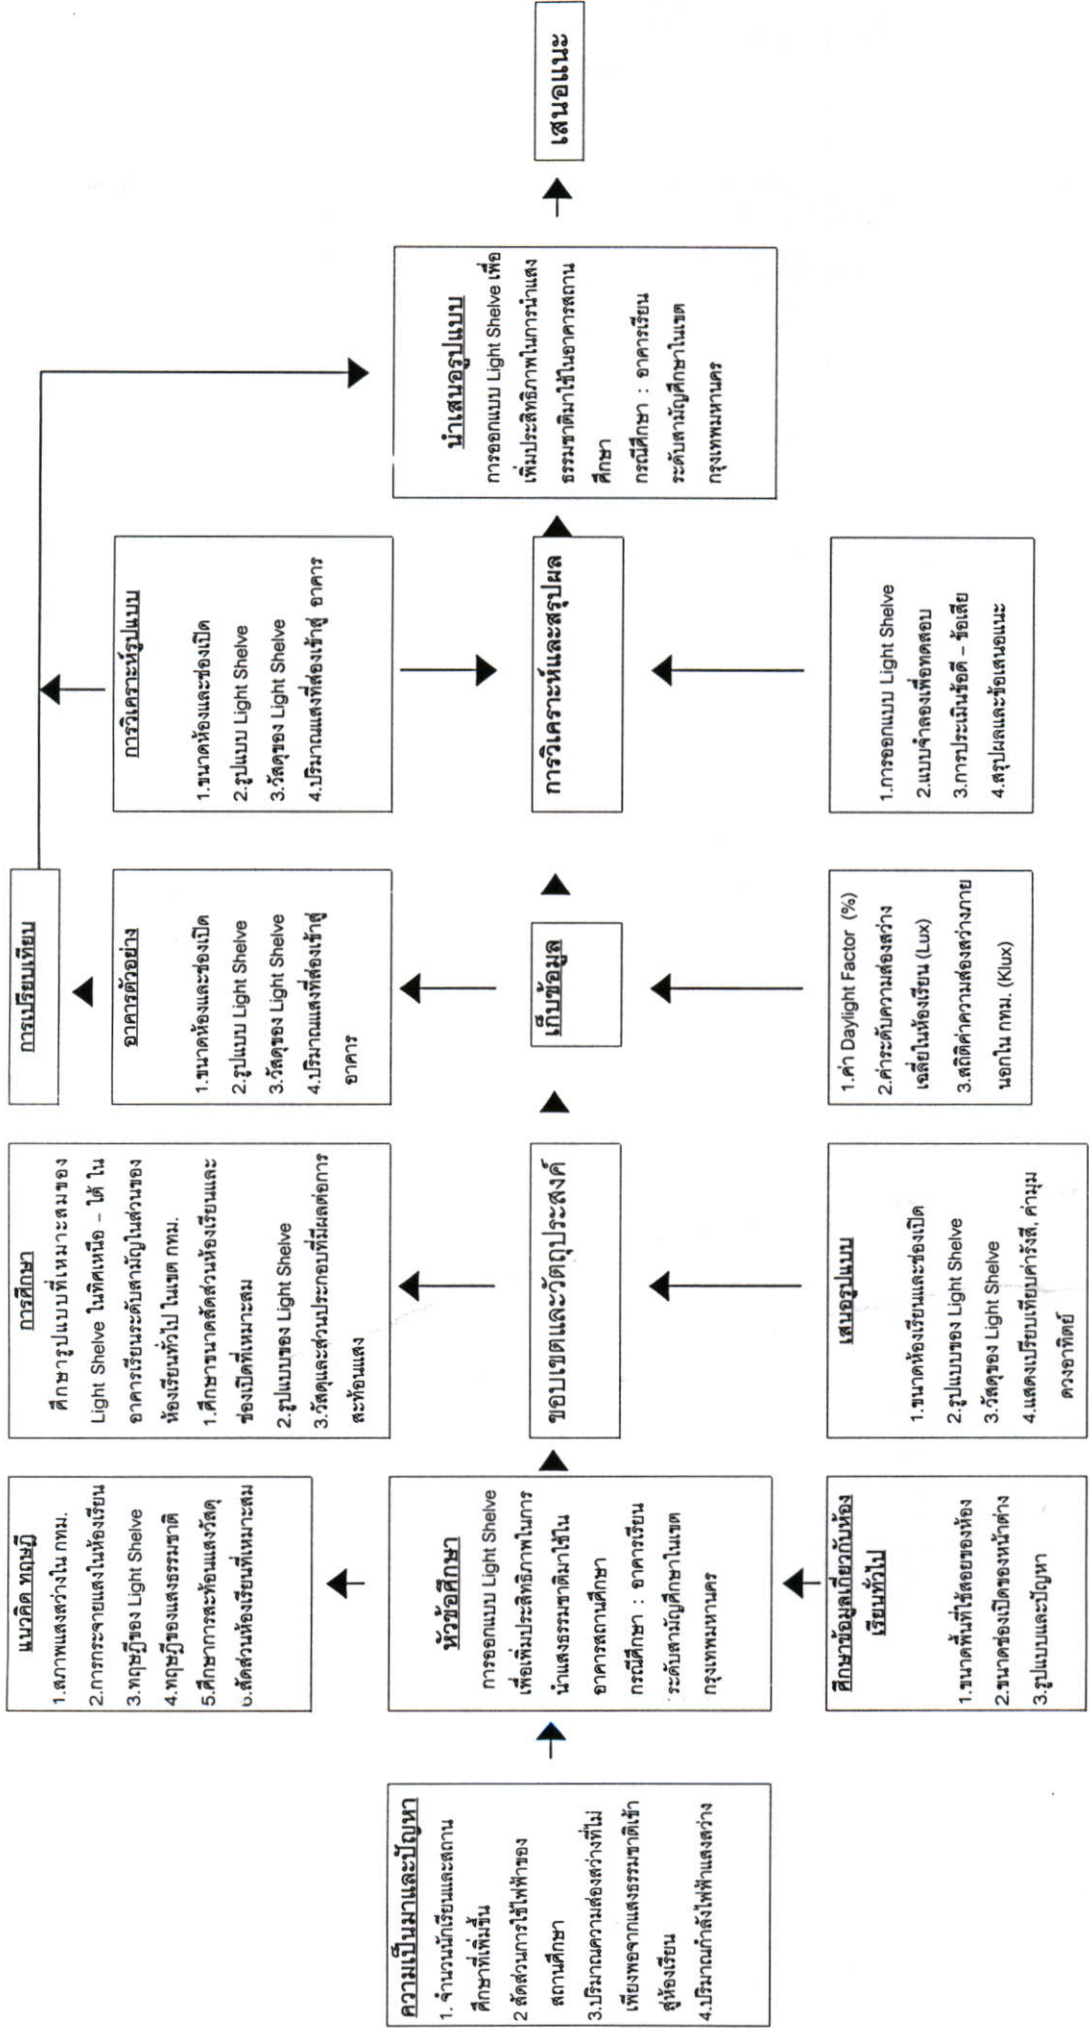 ความเป็นมาและปัญหา
1. จำนวนนักเรียนและสถาน
ศึกษาที่เพิ่มขึ้น
2 สัดส่วนการใช้ไฟฟ้าของ
สถานศึกษา
3.ปริมาณความส่องสว่างที่ไม่
เพียงพอจากแสงธรรมชาติเข้า
สู่ห้องเรียน
4.ปริมาณกำลังไฟฟ้าแสงสว่าง
แนวคิด ทฤษฎี
1.สภาพแสงสว่างใน กทม.
2.การกระจายแสงในห้องเรียน
3.ทฤษฎีของ Light Shelve
4.ทฤษฎีของแสงธรรมชาติ
5.ศึกษาการสะท้อนแสงวัสดุ
6.สัดส่วนห้องเรียนที่เหมาะสม
หัวข้อศึกษา
การออกแบบ Light Shelve
เพื่อเพิ่มประสิทธิภาพในการ
นำแสงธรรมชาติมาใช้ใน
อาคารสถานศึกษา
กรณีศึกษา : อาคารเรียน
ระดับสามัญศึกษาในเขต
กรุงเทพมหานคร
ศึกษาข้อมูลเกี่ยวกับห้อง
เรียนทั่วไป
1.ขนาดพื้นที่ใช้สอยของห้อง
2.ขนาดช่องเปิดของหน้าต่าง
3.รูปแบบและปัญหา
การศึกษา
ศึกษารูปแบบที่เหมาะสมของ
Light Shelve ในทิศเหนือ – ใต้ ใน
อาคารเรียนระดับสามัญในส่วนของ
ห้องเรียนทั่วไป ในเขต กทม.
1.ศึกษาขนาดสัดส่วนห้องเรียนและ
ช่องเปิดที่เหมาะสม
2.รูปแบบของ Light Shelve
3.วัสดุและส่วนประกอบที่มีผลต่อการ
สะท้อนแสง
ขอบเขตและวัตถุประสงค์
เสนอรูปแบบ
1.ขนาดห้องเรียนและช่องเปิด
2.รูปแบบของ Light Shelve
3.วัสดุของ Light Shelve
4.แสดงเปรียบเทียบค่ารังสี, ค่ามุม
ดวงอาทิตย์
การเปรียบเทียบ
อาคารตัวอย่าง
1.ขนาดห้องและช่องเปิด
2.รูปแบบ Light Shelve
3.วัสดุของ Light Shelve
4.ปริมาณแสงที่ส่องเข้าสู่
อาคาร
เก็บข้อมูล
1.ค่า Daylight Factor (%)
2.ค่าระดับความส่องสว่าง
เฉลี่ยในห้องเรียน (Lux)
3.สถิติค่าความส่องสว่างภาย
นอกใน กทม. (Klux)
การวิเคราะห์รูปแบบ
1.ขนาดห้องและช่องเปิด
2.รูปแบบ Light Shelve
3.วัสดุของ Light Shelve
4.ปริมาณแสงที่ส่องเข้าสู่ อาคาร
การวิเคราะห์และสรุปผล
1.การออกแบบ Light Shelve
2.แบบจำลองเพื่อทดสอบ
3.การประเมินข้อดี – ข้อเสีย
4.สรุปผลและข้อเสนอแนะ
นำเสนอรูปแบบ
การออกแบบ Light Shelve เพื่อ
เพิ่มประสิทธิภาพในการนำแสง
ธรรมชาติมาใช้ในอาคารสถาน
ศึกษา
กรณีศึกษา : อาคารเรียน
ระดับสามัญศึกษาในเขต
กรุงเทพมหานคร
เสนอแนะ